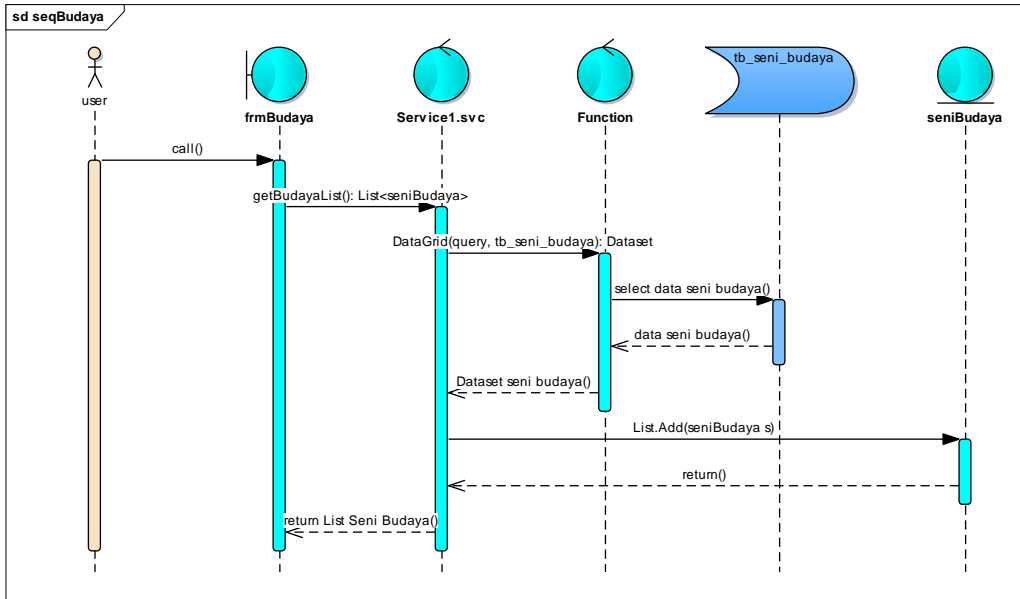 sd seqBudaya
user
frmBudaya
Service1.svc
Function
tb_seni_budaya
seniBudaya
call()
getBudayaList(): List<seniBudaya>
DataGrid(query, tb_seni_budaya): Dataset
select data seni budaya()
data seni budaya()
Dataset seni budaya()
List.Add(seniBudaya s)
return()
return List Seni Budaya()